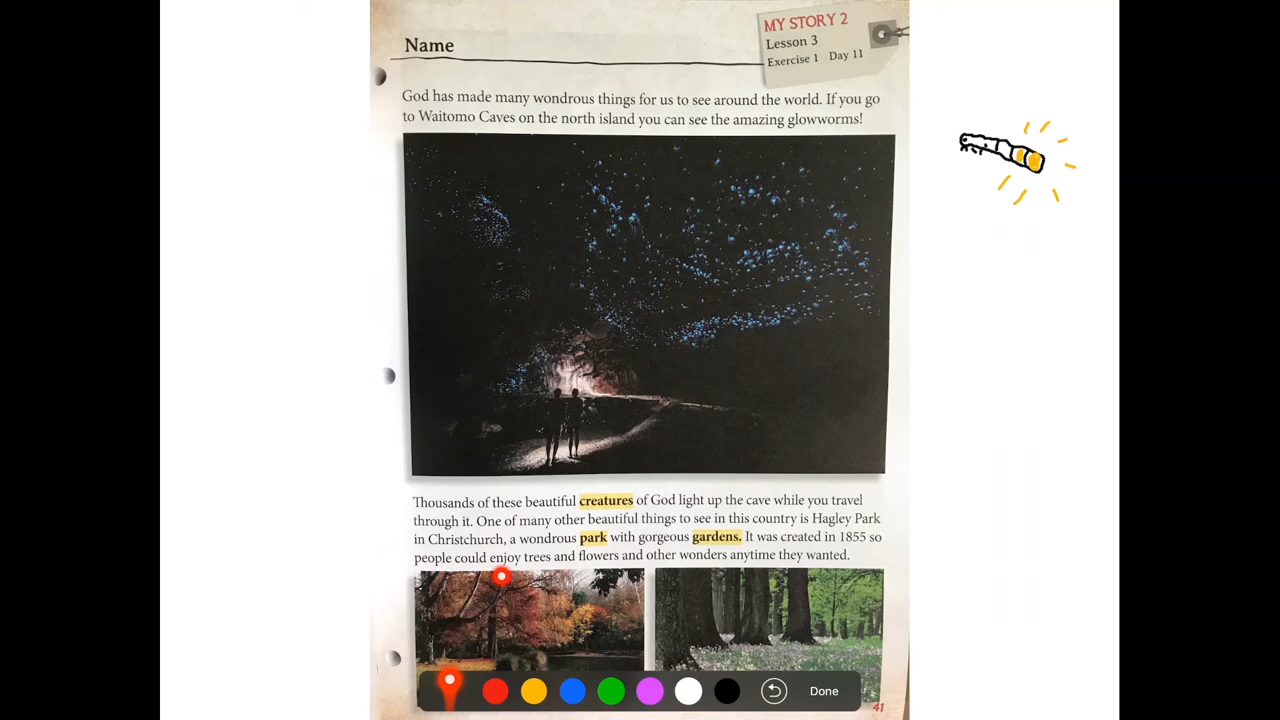 MY STORY 2
Lesson 3
Exercise 1 Day 11
Name
God has made many wondrous things for us to see around the world. If you go
to Waitomo Caves on the north island you can see the amazing glowworms!
Thousands of these beautiful creatures of God light up the cave while you travel
through it. One of many other beautiful things to see in this country is Hagley Park
in Christchurch, a wondrous park with gorgeous gardens. It was created in 1855 so
people could enjoy trees and flowers and other wonders anytime they wanted.
Done
41